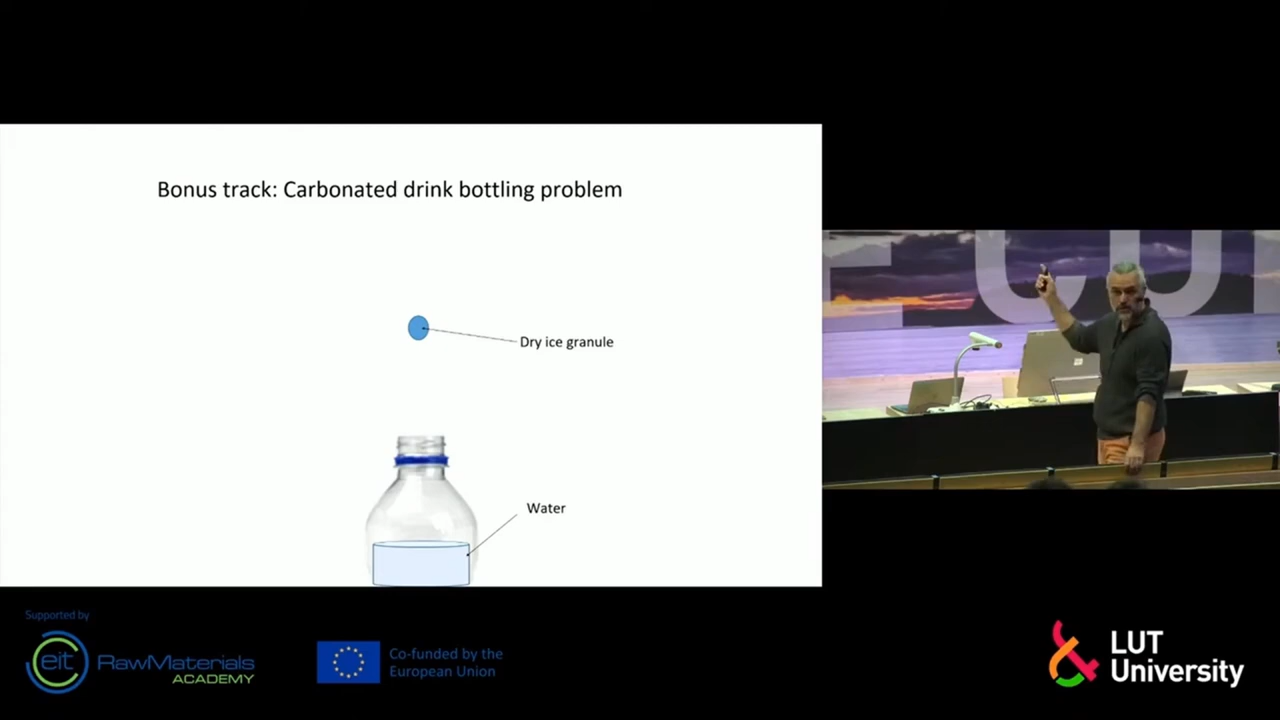 Bonus track: Carbonated drink bottling problem
Dry ice granule
Water
Supported by
eit RawMaterials
ACADEMY
Co-funded by the
European Union
LUT
University